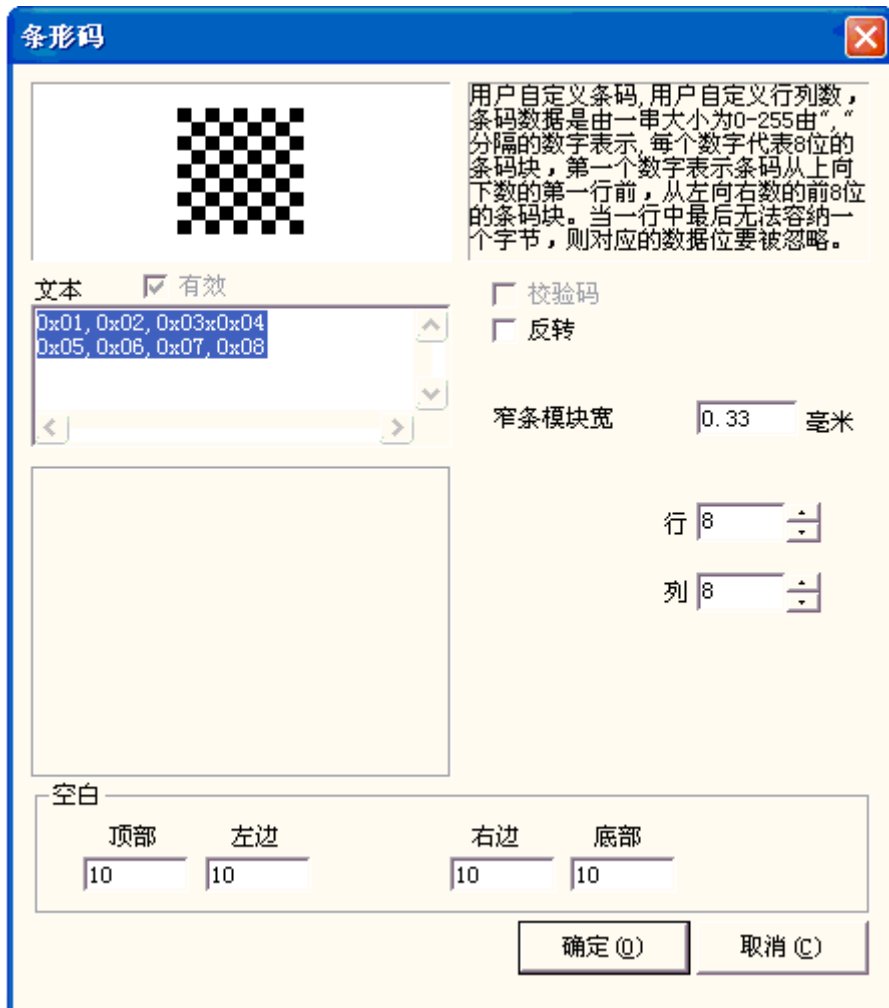 条形码
用户自定义条码,用户自定义行列数，
条码数据是由一串大小为0-255由“,“
分隔的数字表示,每个数字代表8位的
条码块，第一个数字表示条码从上向
下数的第一行前，从左向右数的前8位
的条码块。当一行中最后无法容纳一
个字节，则对应的数据位要被忽略。
文本
有效
校验码
0x01, 0x02, 0x03x0x04
0x05, 0x06, 0x07, 0x08
反转
窄条模块宽 0.33 毫米
行 8
列 8
空白
顶部 左边 右边 底部
10 10 10 10
确定(O) 取消(C)